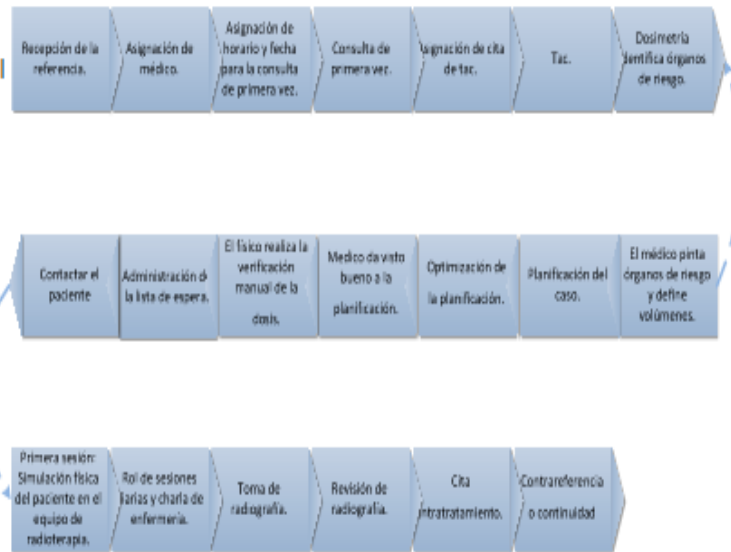 Recepción de la
referencia.
Asignación de
médico.
Asignación de
horario y fecha
para la consulta
de primera vez.
Consulta de
primera vez.
signación de cita
de tac.
Tac.
Dosimetría
dentifica órganos
de riesgo.
Contactar el
paciente
Administración d
la lista de espera.
El físico realiza la
verificación
manual de la
dosis.
Medico da visto
bueno a la
planificación.
Optimización de
la planificación.
Planificación del
caso.
El médico pinta
órganos de riesgo
y define
volúmenes.
Primera sesión:
Simulación física
del paciente en el
equipo de
radioterapia.
Rol de sesiones
iarias y charla de
enfermería.
Toma de
radiografía.
Revisión de
radiografía.
Cita
intratratamiento.
Contrareferencia
o continuidad